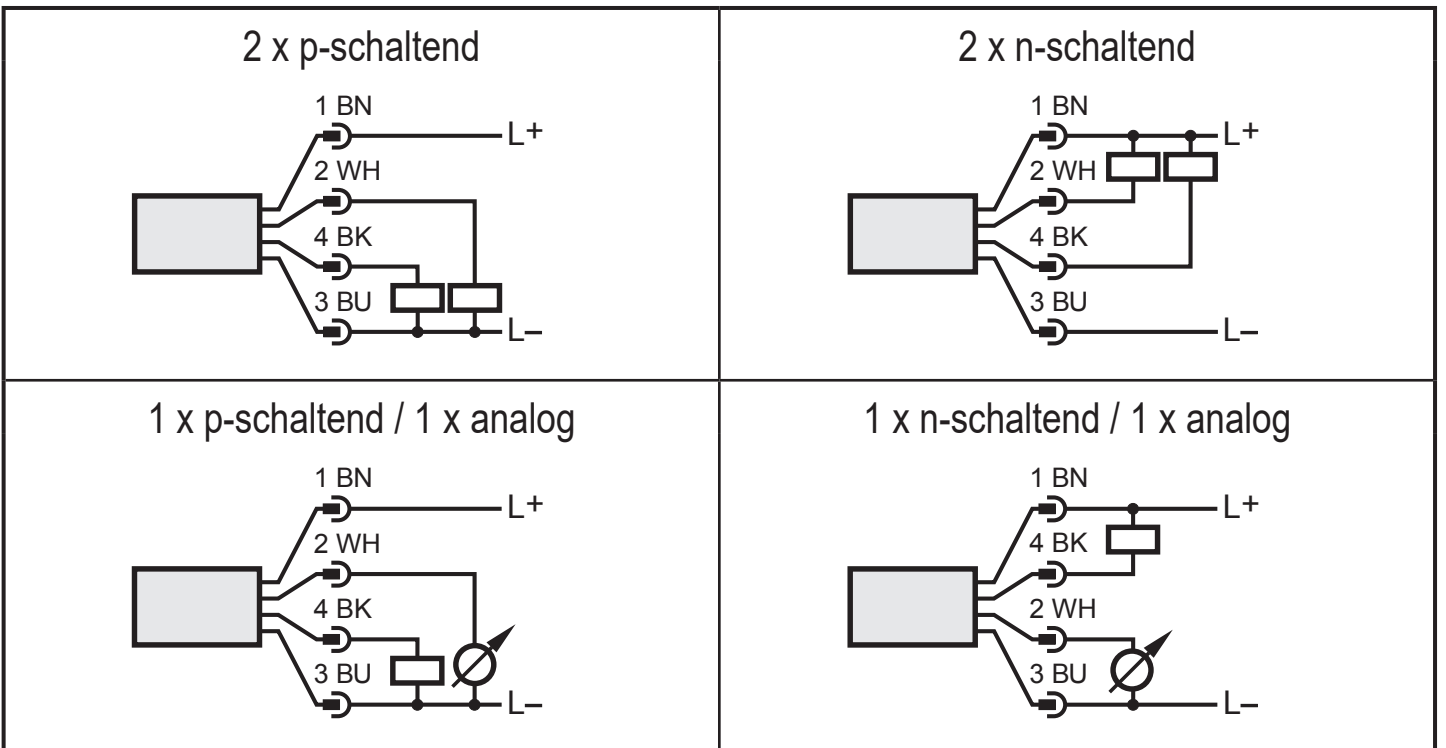 2 x p-schaltend
1 BN
L+
2 WH
4 BK
3 BU
L–
2 x n-schaltend
1 BN
L+
2 WH
4 BK
3 BU
L–
1 x p-schaltend / 1 x analog
1 BN
L+
2 WH
4 BK
3 BU
L–
1 x n-schaltend / 1 x analog
1 BN
L+
4 BK
2 WH
3 BU
L–